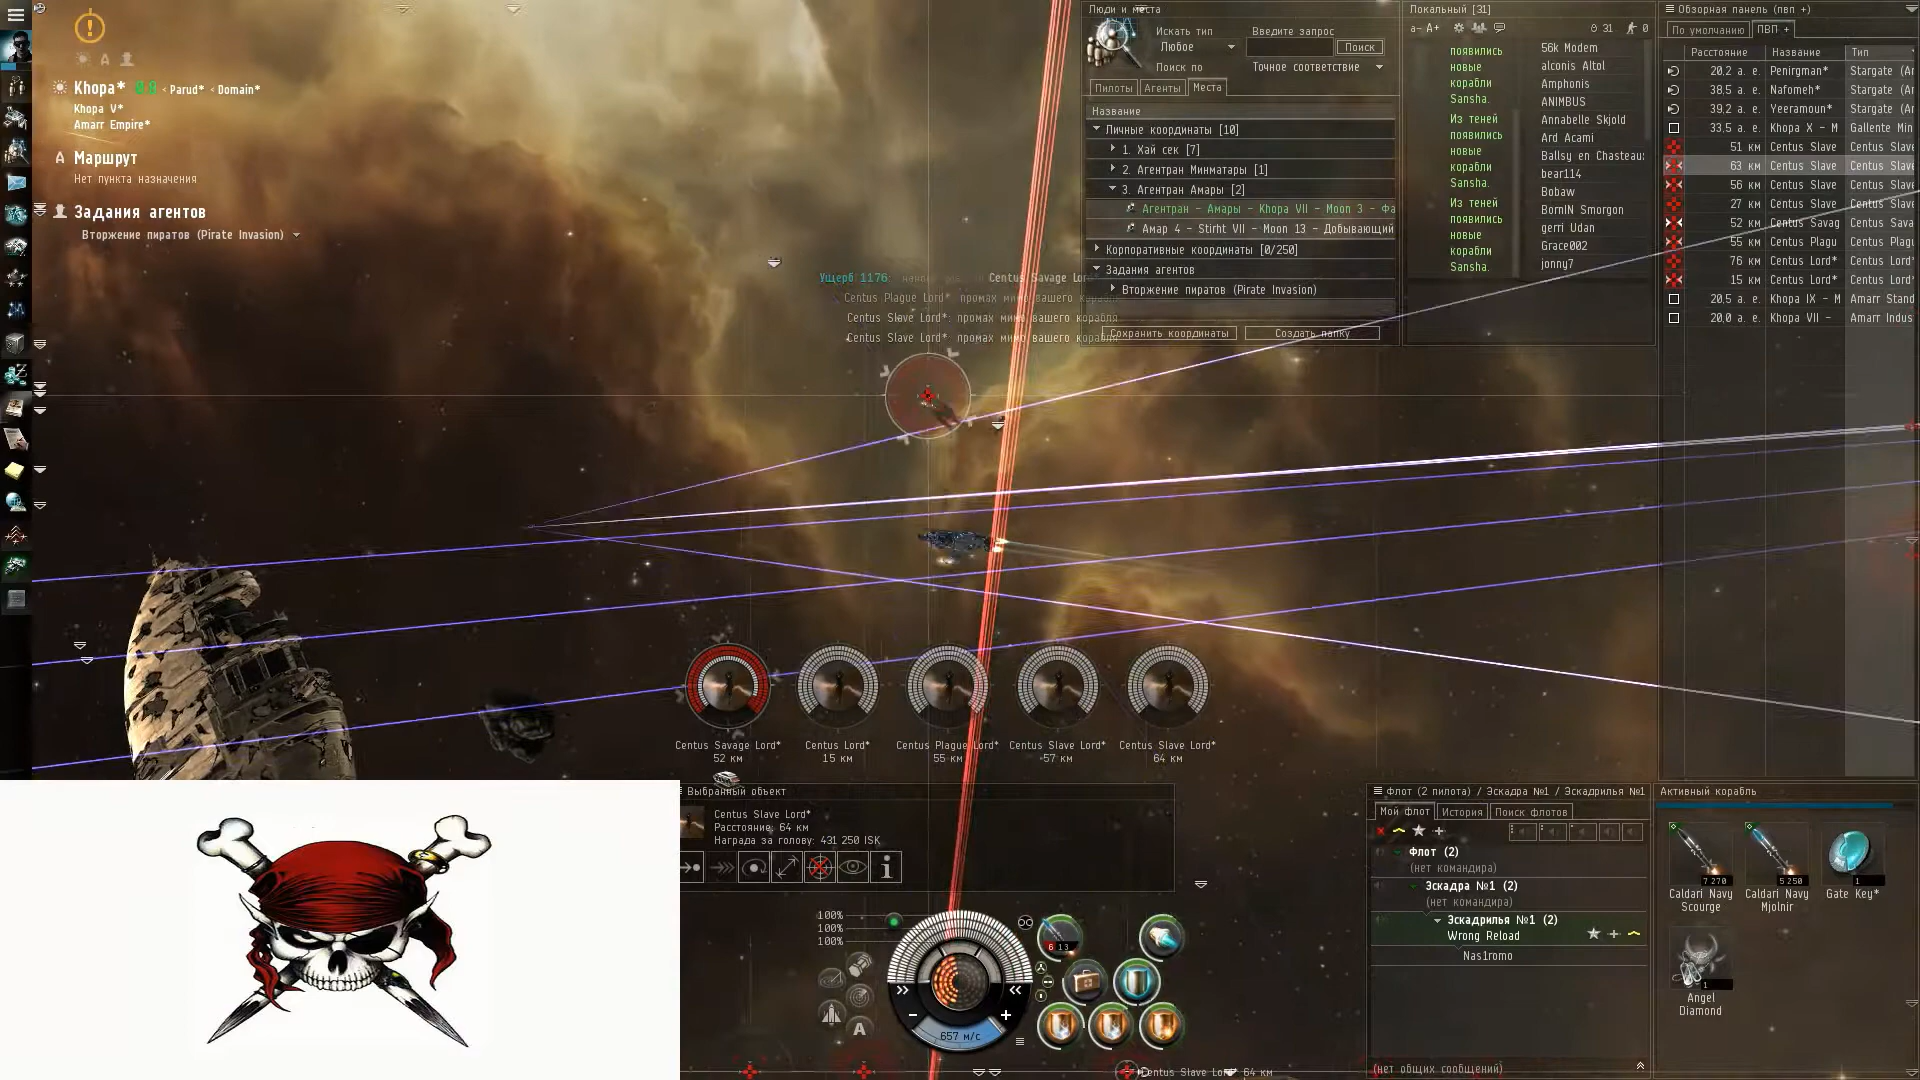 Khopa* 0.8 < Parud* < Domain*
Khopa V*
Amarr Empire*
Маршрут
Нет пункта назначения
Задания агентов
Вторжение пиратов (Pirate Invasion)
Ущерб 1176
Centus Savage Lord
Centus Plague Lord*: промах мимо вашего корабля
Centus Slave Lord*: промах мимо вашего корабля
Centus Slave Lord*: промах мимо вашего корабля
Люди и места
Искать тип
Введите запрос
Любое
Поиск
Поиск по
Точное соответствие
Пилоты
Агенты
Места
Название
Личные координаты [10]
1. Хай сек [7]
2. Агентран Минматары [1]
3. Агентран Амары [2]
Агентран - Амары - Khopa VII - Moon 3 - Фа
Амар 4 - Stirht VII - Moon 13 - Добывающий
Корпоративные координаты [0/250]
Задания агентов
Вторжение пиратов (Pirate Invasion)
Сохранить координаты
Создать папку
Локальный [31]
a- A+
31
0
появились
новые
корабли
Sansha.
Из теней
появились
новые
корабли
Sansha.
Из теней
появились
новые
корабли
Sansha.
56k Modem
alconis Altol
Amphonis
ANIMBUS
Annabelle Skjold
Ard Acami
Ballsy en Chasteau:
bear114
Bobaw
BornIN Smorgon
gerri Udan
Grace002
jonny7
Обзорная панель (пвп +)
По умолчанию
ПВП +
Расстояние Название Тип
20,2 а. е. Penirgman* Stargate (Ar
38,5 а. е. Nafomeh* Stargate (Ar
39,2 а. е. Yeeramoun* Stargate (Ar
33,5 а. е. Khopa X - M Gallente Min
51 км Centus Slave Centus Slave
63 км Centus Slave Centus Slave
56 км Centus Slave Centus Slave
27 км Centus Slave Centus Slave
52 км Centus Savag Centus Sava
55 км Centus Plagu Centus Plagu
76 км Centus Lord* Centus Lord*
15 км Centus Lord* Centus Lord*
20,5 а. е. Khopa IX - M Amarr Stand
20,0 а. е. Khopa VII - Amarr Indus
Centus Savage Lord*
52 км
Centus Lord*
15 км
Centus Plague Lord*
55 км
Centus Slave Lord*
57 км
Centus Slave Lord*
64 км
Выбранный объект
Centus Slave Lord*
Расстояние: 64 км
Награда за голову: 431 250 ISK
100%
100%
100%
6 13
657 м/с
Centus Slave Lord* 64 км
Флот (2 пилота) / Эскадра №1 / Эскадрилья №1
Мой флот
История
Поиск флотов
Флот (2)
(нет командира)
Эскадра №1 (2)
(нет командира)
Эскадрилья №1 (2)
Wrong Reload
Nas1romo
(нет общих сообщений)
Активный корабль
7 270
Caldari Navy
Scourge
5 250
Caldari Navy
Mjolnir
1
Gate Key*
1
Angel
Diamond